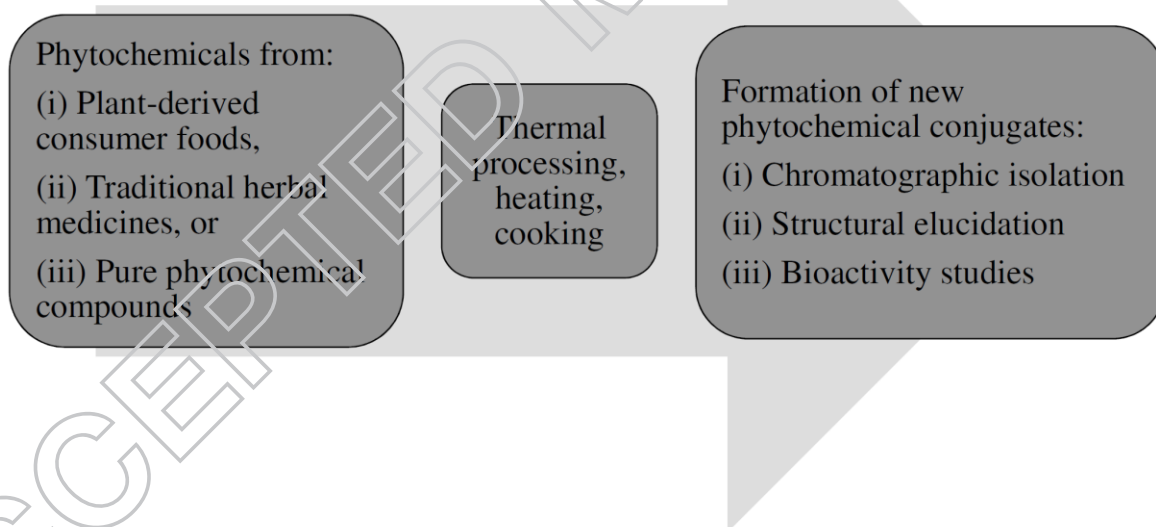 Phytochemicals from:
(i) Plant-derived
consumer foods,
(ii) Traditional herbal
medicines, or
(iii) Pure phytochemical
compounds
Thermal
processing,
heating,
cooking
Formation of new
phytochemical conjugates:
(i) Chromatographic isolation
(ii) Structural elucidation
(iii) Bioactivity studies
CCEPTED